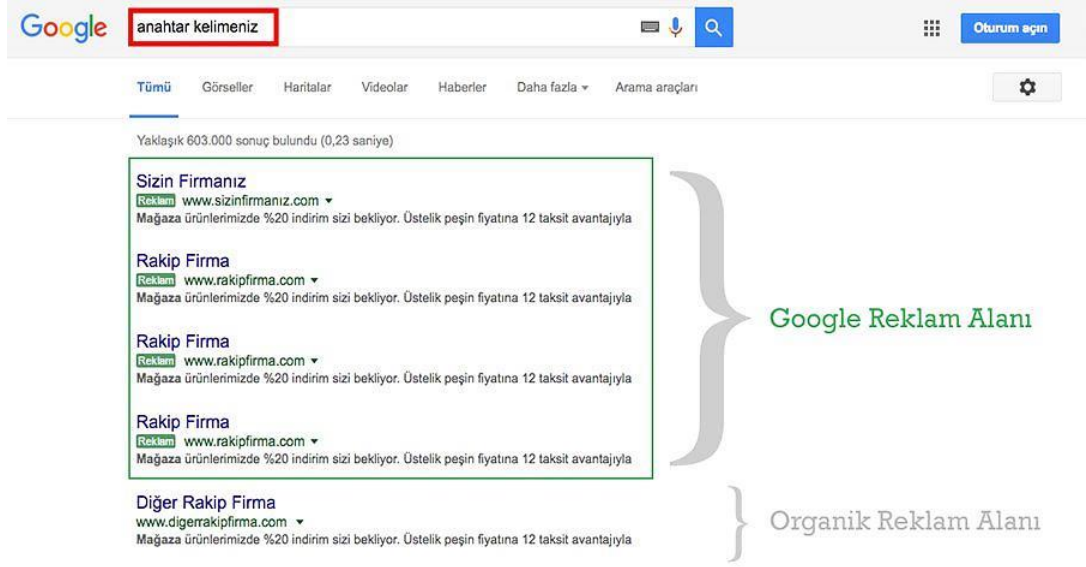 Google anahtar kelimeniz Oturum açın
Tümü Görseller Haritalar Videolar Haberler Daha fazla Arama araçları
Yaklaşık 603.000 sonuç bulundu (0,23 saniye)
Sizin Firmanız
Reklam www.sizinfirmanız.com
Mağaza ürünlerimizde %20 indirim sizi bekliyor. Üstelik peşin fiyatına 12 taksit avantajıyla
Rakip Firma
Reklam www.rakipfirma.com
Mağaza ürünlerimizde %20 indirim sizi bekliyor. Üstelik peşin fiyatına 12 taksit avantajıyla
Rakip Firma
Reklam www.rakipfirma.com
Mağaza ürünlerimizde %20 indirim sizi bekliyor. Üstelik peşin fiyatına 12 taksit avantajıyla
Rakip Firma
Reklam www.rakipfirma.com
Mağaza ürünlerimizde %20 indirim sizi bekliyor. Üstelik peşin fiyatına 12 taksit avantajıyla
Google Reklam Alanı
Diğer Rakip Firma
www.digerrakipfirma.com
Mağaza ürünlerimizde %20 indirim sizi bekliyor. Üstelik peşin fiyatına 12 taksit avantajıyla
Organik Reklam Alanı